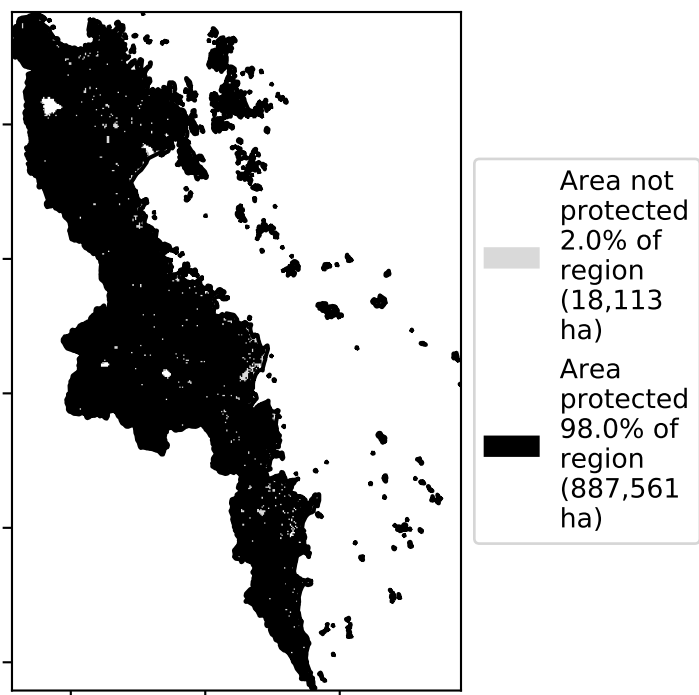 Area not
protected
2.0% of
region
(18,113
ha)
Area
protected
98.0% of
region
(887,561
ha)